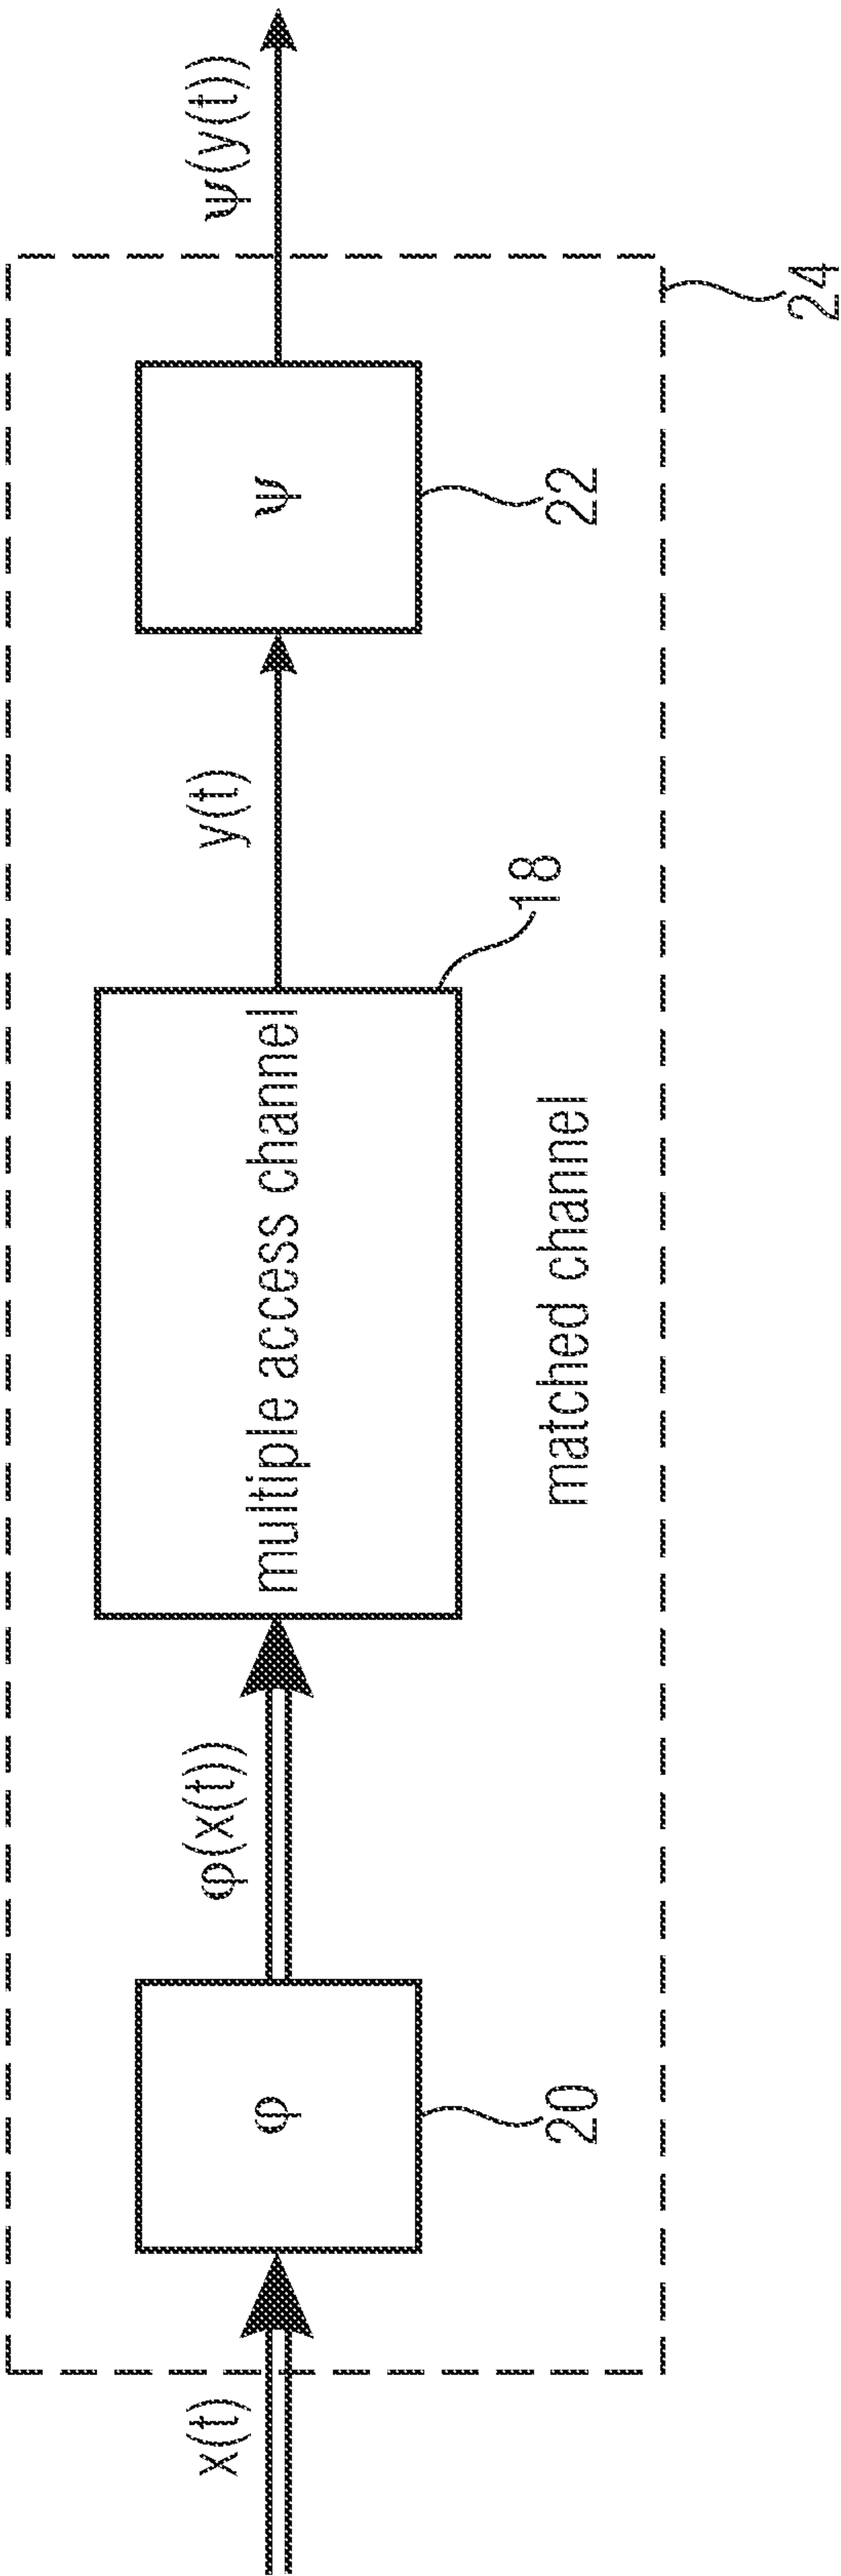 x(t)
φ
20
φ(x(t))
multiple access channel
18
matched channel
y(t)
ψ
22
ψ(y(t))
24